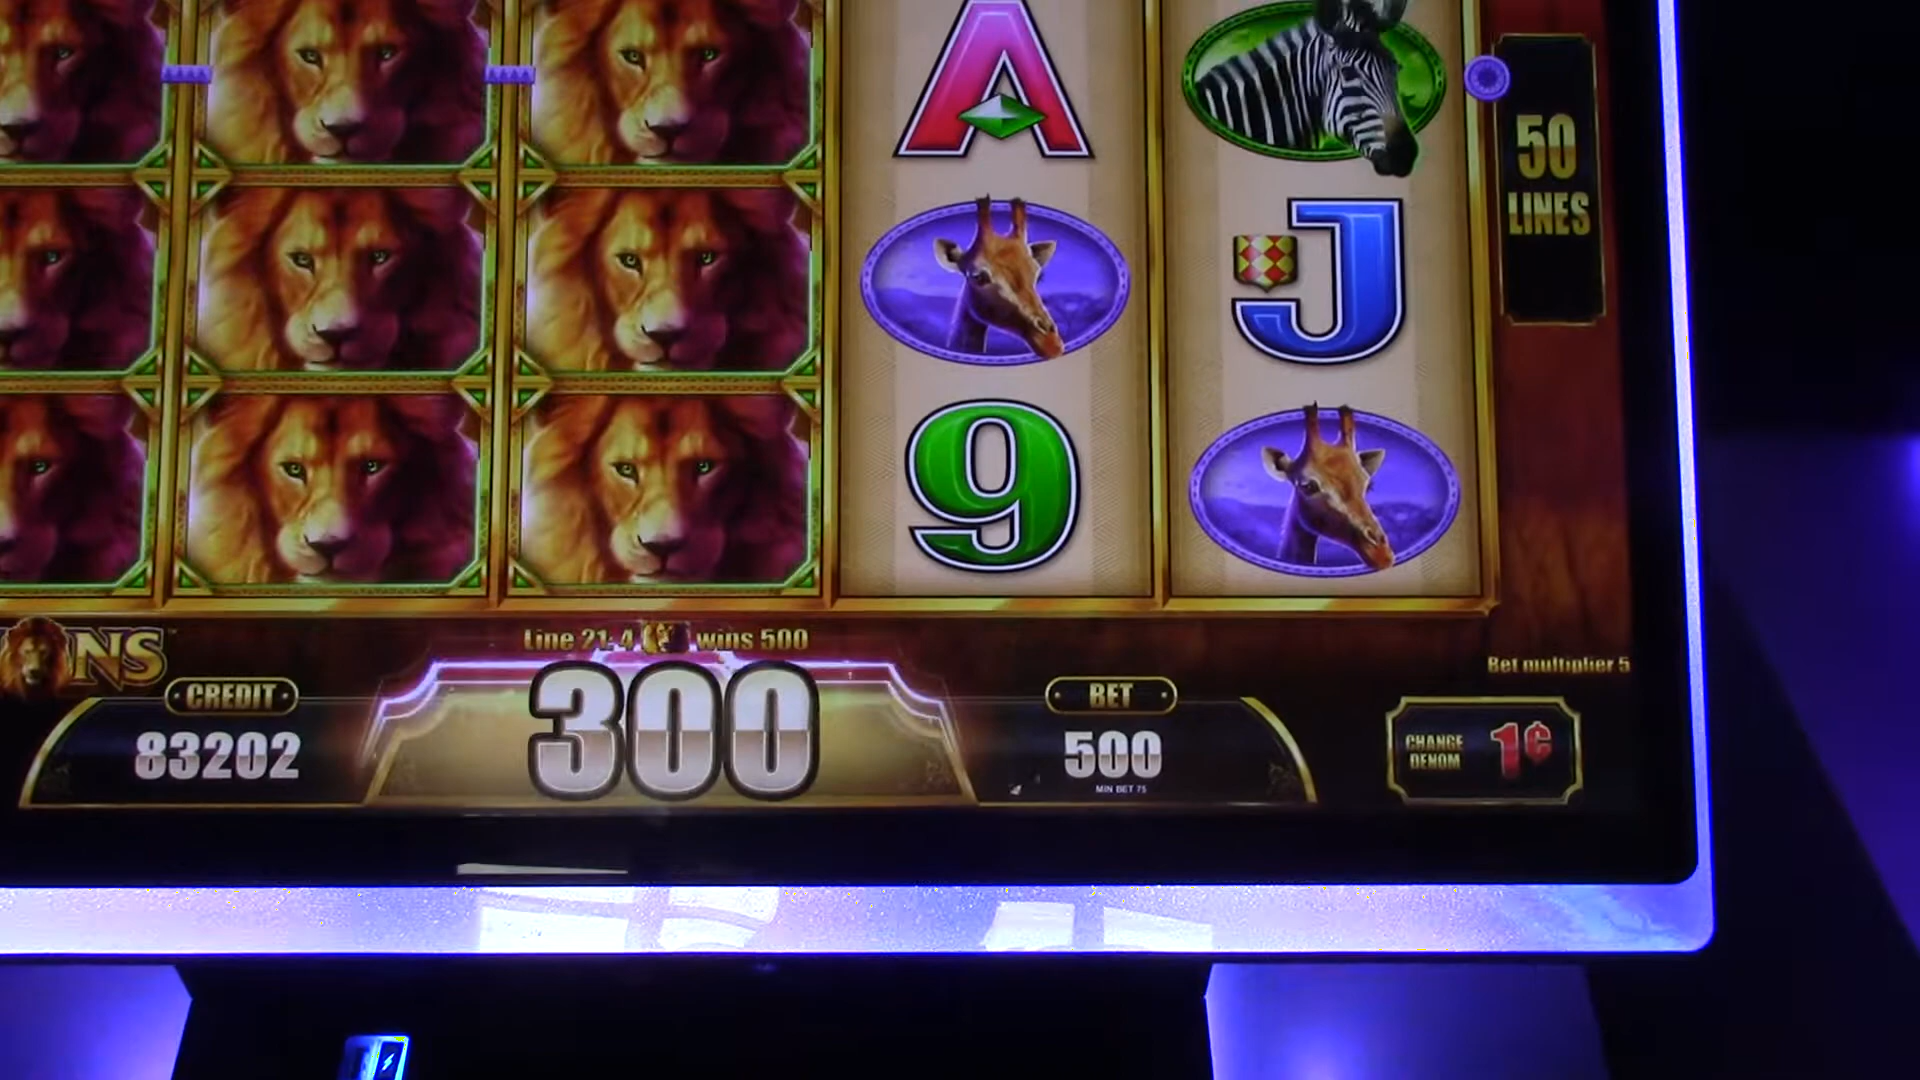 A
50
LINES
J
9
NS™
Line 21: 4 wins 500
Bet multiplier 5
CREDIT
83202
300
BET
500
MIN BET 75
CHANGE
DENOM
1¢